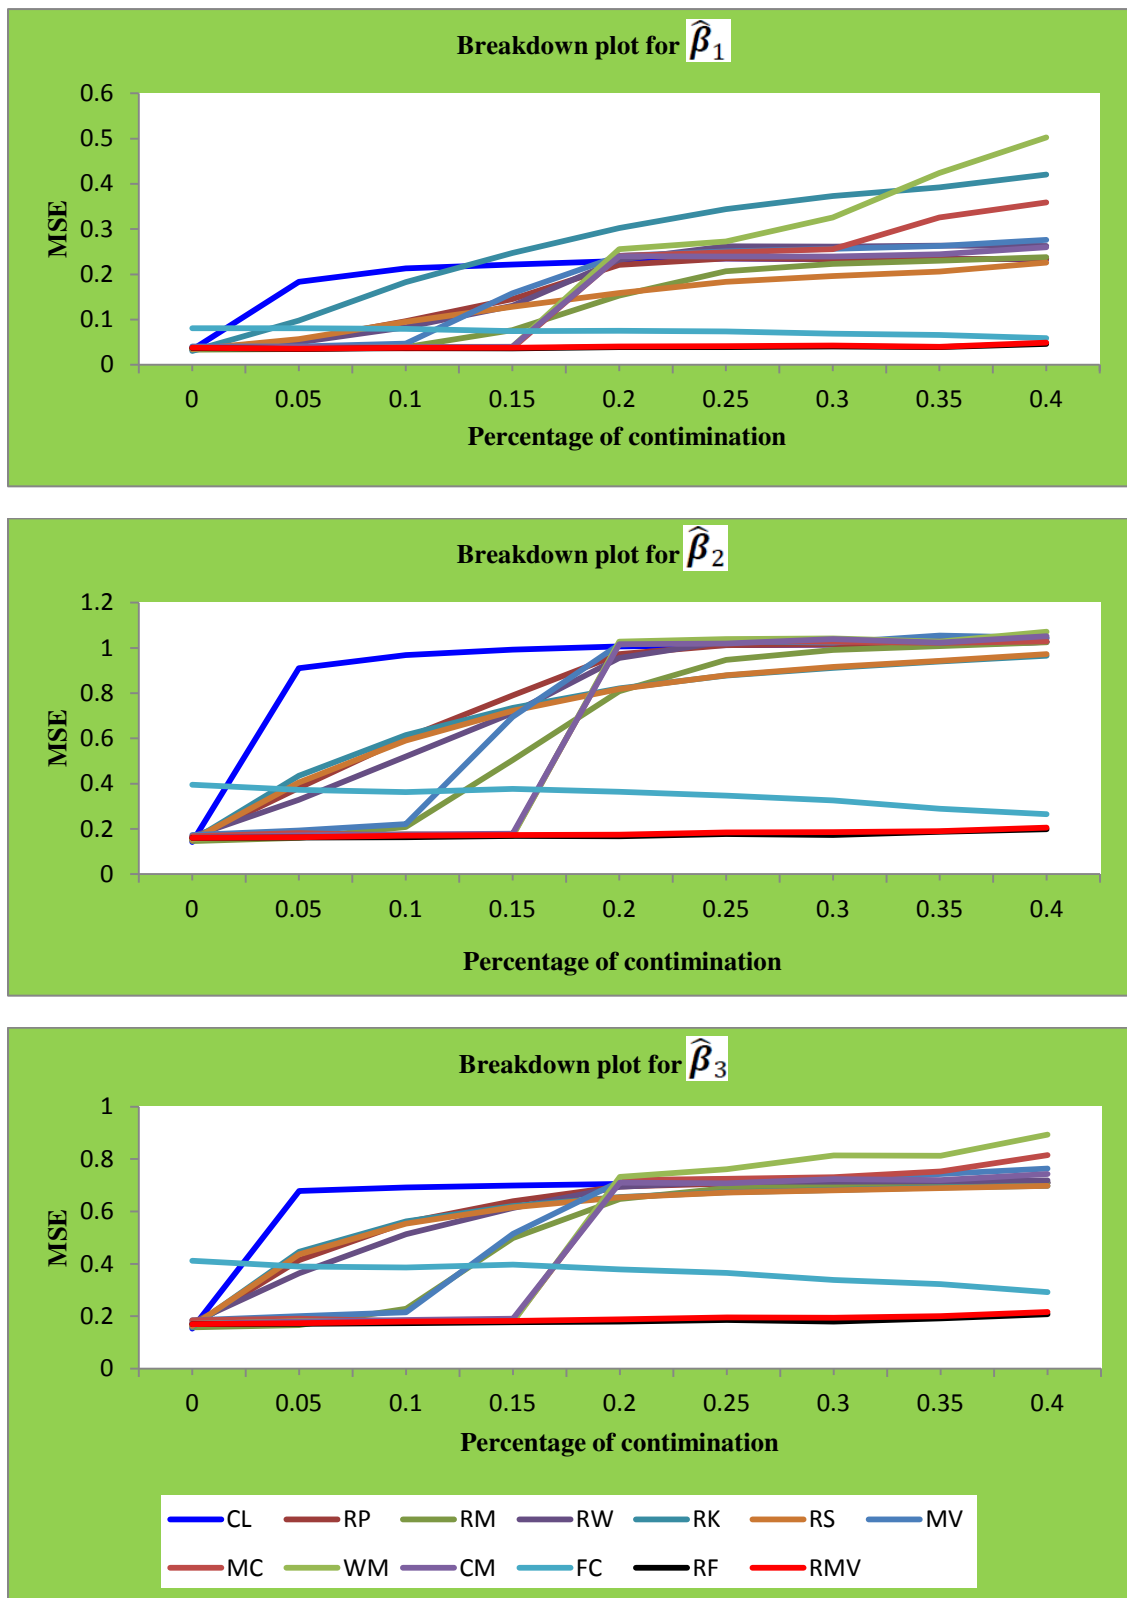 Breakdown plot for β̂₁
0.6
0.5
0.4
0.3
0.2
0.1
0
MSE
0 0.05 0.1 0.15 0.2 0.25 0.3 0.35 0.4
Percentage of contimination
Breakdown plot for β̂₂
1.2
1
0.8
0.6
0.4
0.2
0
MSE
0 0.05 0.1 0.15 0.2 0.25 0.3 0.35 0.4
Percentage of contimination
Breakdown plot for β̂₃
1
0.8
0.6
0.4
0.2
0
MSE
0 0.05 0.1 0.15 0.2 0.25 0.3 0.35 0.4
Percentage of contimination
CL RP RM RW RK RS MV
MC WM CM FC RF RMV